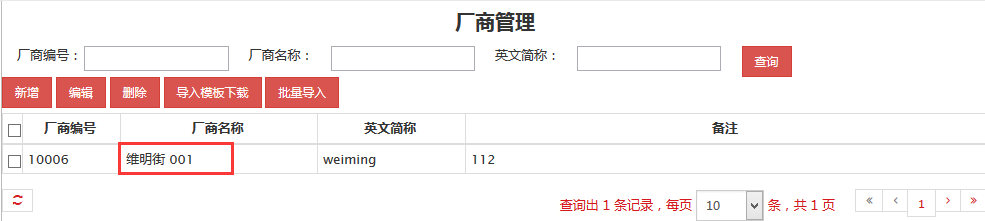 厂商管理
厂商编号： 厂商名称： 英文简称： 查询
新增 编辑 删除 导入模板下载 批量导入
厂商编号 厂商名称 英文简称 备注
10006 维明街 001 weiming 112
查询出 1 条记录，每页 10 条，共 1 页 « ‹ 1 › »